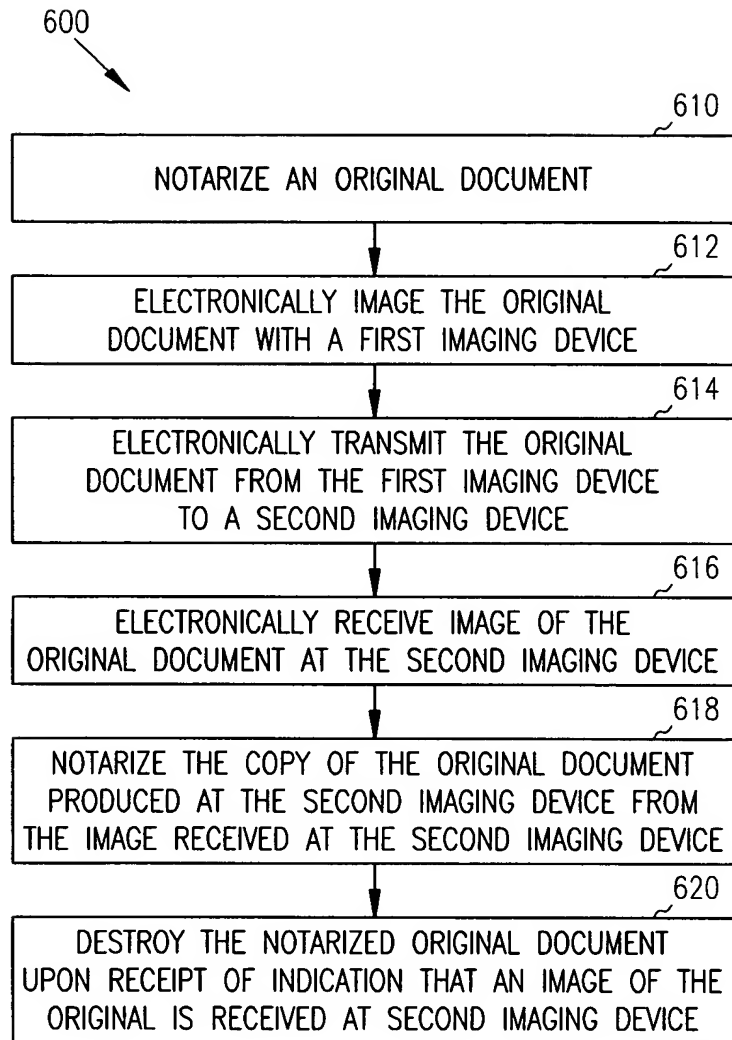 600
610
NOTARIZE AN ORIGINAL DOCUMENT
612
ELECTRONICALLY IMAGE THE ORIGINAL
DOCUMENT WITH A FIRST IMAGING DEVICE
614
ELECTRONICALLY TRANSMIT THE ORIGINAL
DOCUMENT FROM THE FIRST IMAGING DEVICE
TO A SECOND IMAGING DEVICE
616
ELECTRONICALLY RECEIVE IMAGE OF THE
ORIGINAL DOCUMENT AT THE SECOND IMAGING DEVICE
618
NOTARIZE THE COPY OF THE ORIGINAL DOCUMENT
PRODUCED AT THE SECOND IMAGING DEVICE FROM
THE IMAGE RECEIVED AT THE SECOND IMAGING DEVICE
620
DESTROY THE NOTARIZED ORIGINAL DOCUMENT
UPON RECEIPT OF INDICATION THAT AN IMAGE OF THE
ORIGINAL IS RECEIVED AT SECOND IMAGING DEVICE